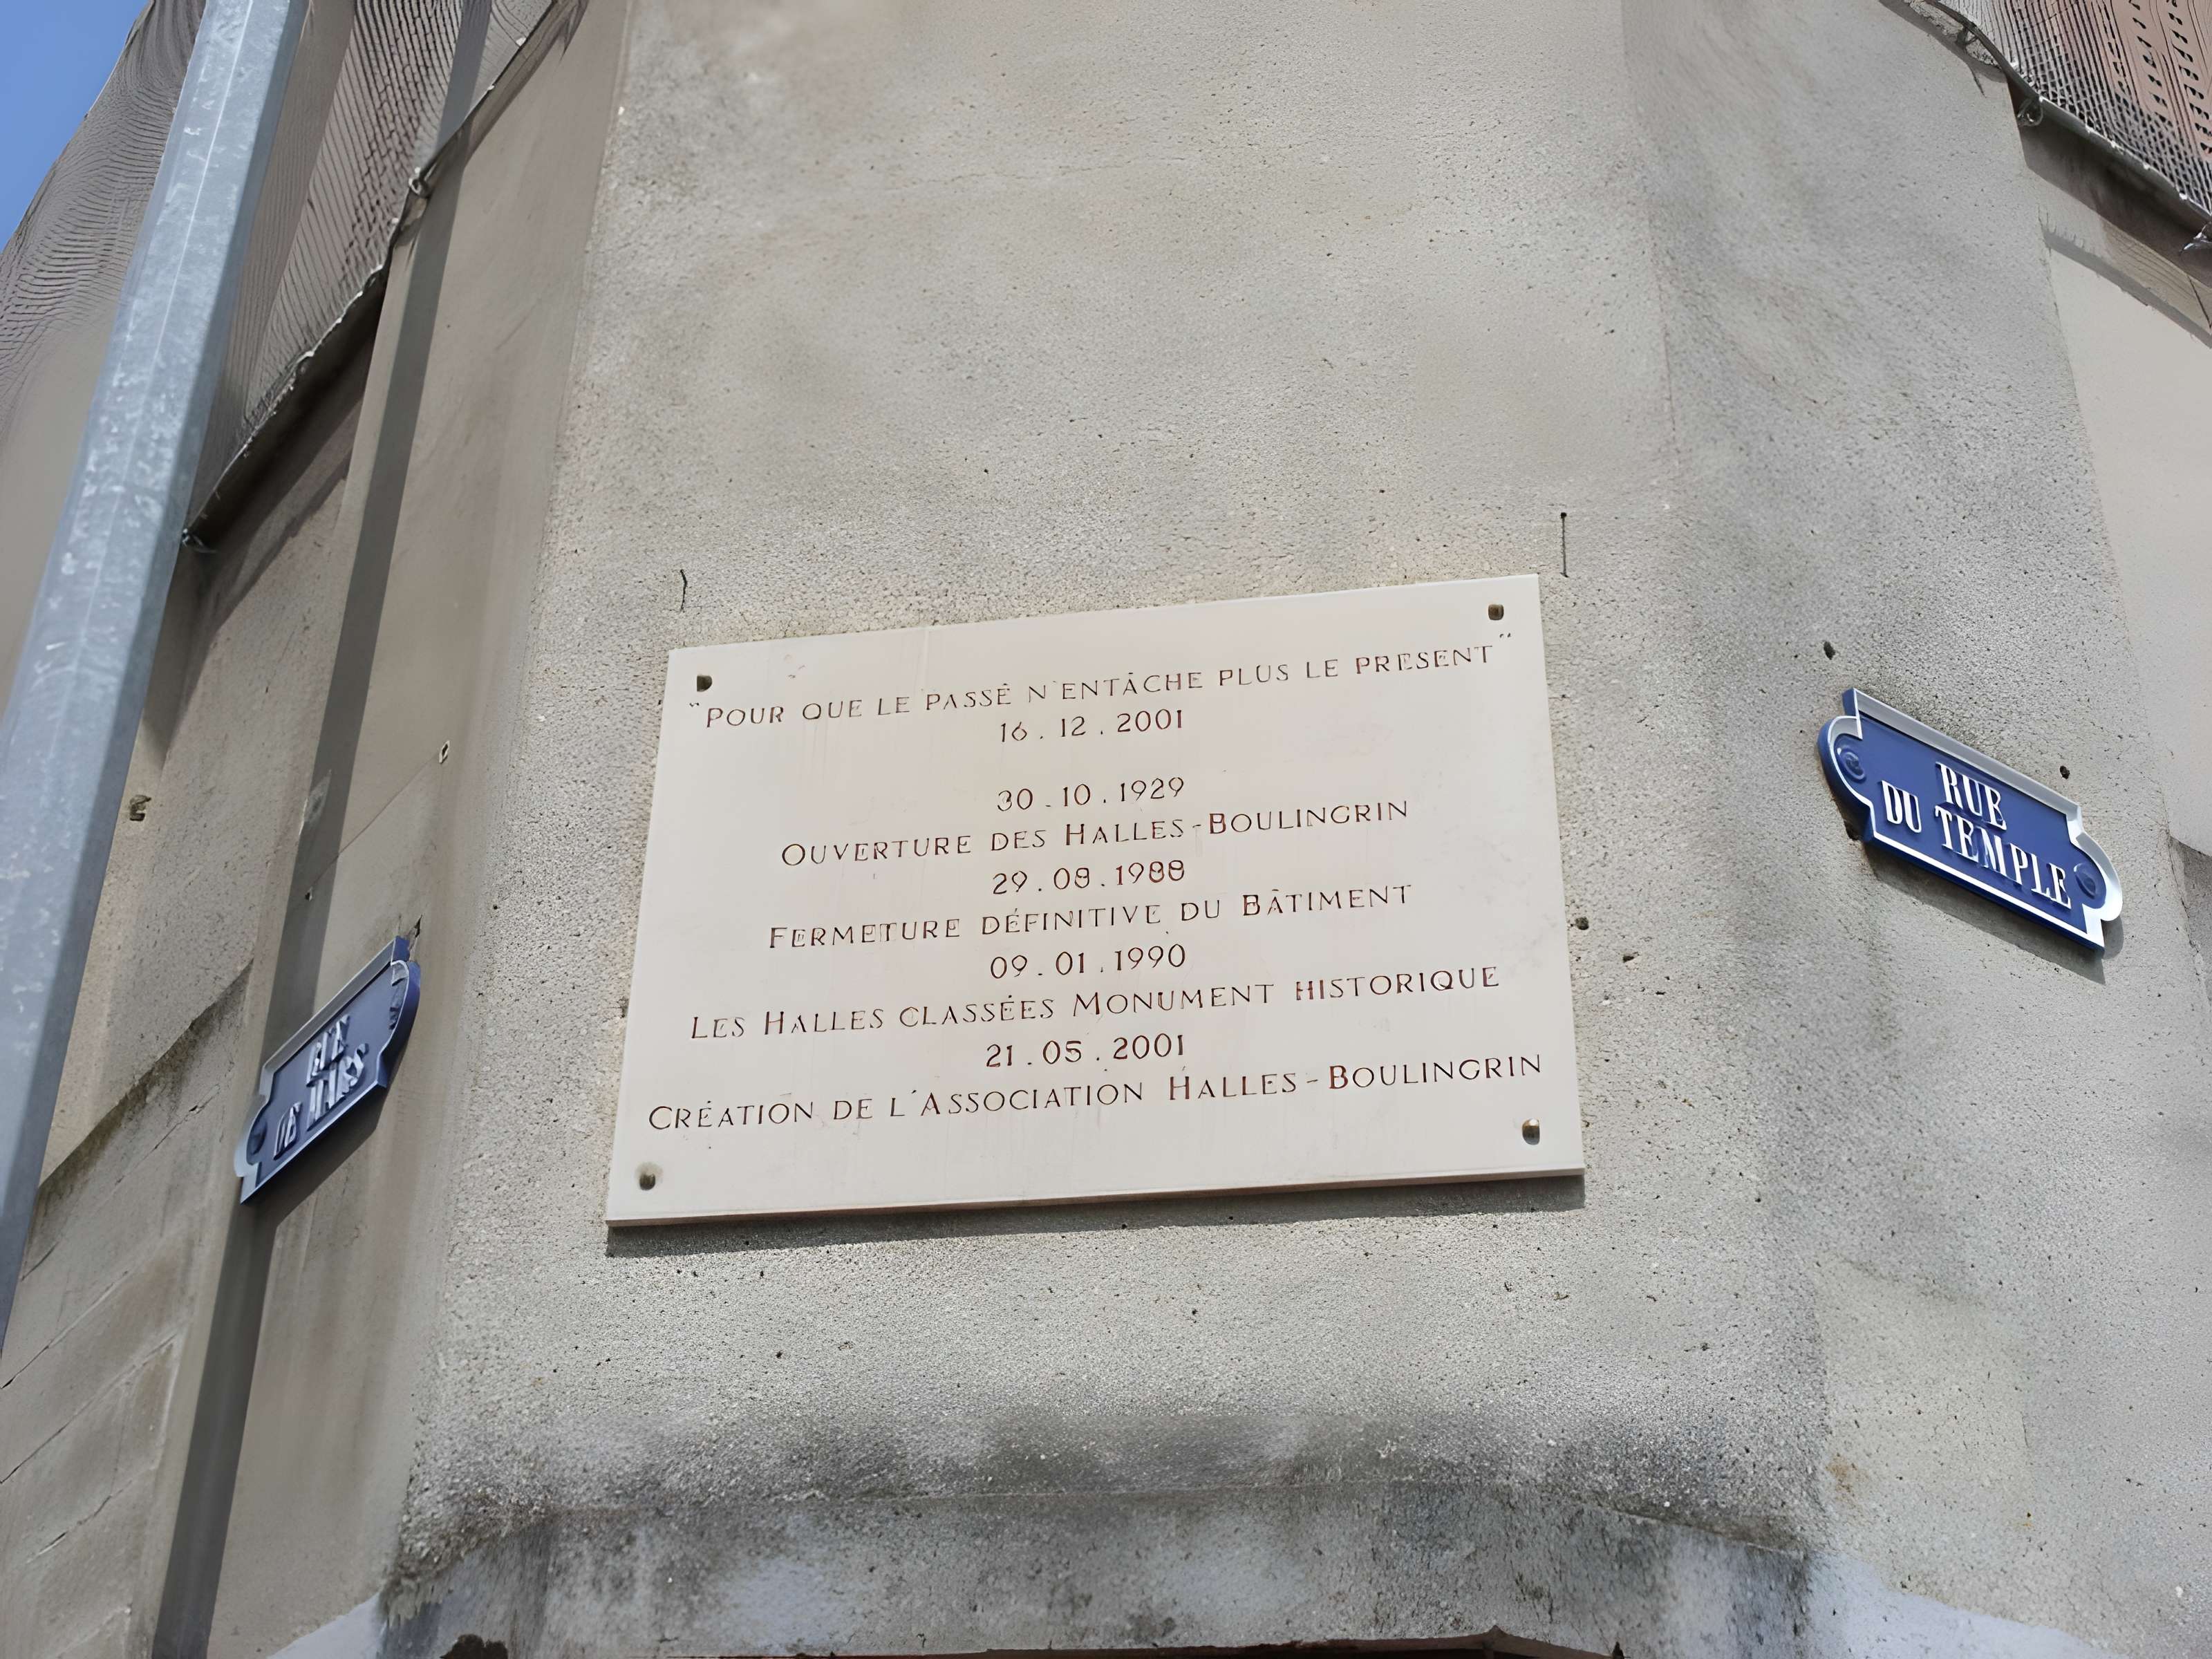 "POUR QUE LE PASSÉ N'ENTÂCHE PLUS LE PRESENT"
16.12.2001
30.10.1929
OUVERTURE DES HALLES-BOULINGRIN
29.08.1988
FERMETURE DÉFINITIVE DU BÂTIMENT
09.01.1990
LES HALLES CLASSÉES MONUMENT HISTORIQUE
21.05.2001
CRÉATION DE L'ASSOCIATION HALLES-BOULINGRIN
RUE
DU TEMPLE
RUE
DE MARS